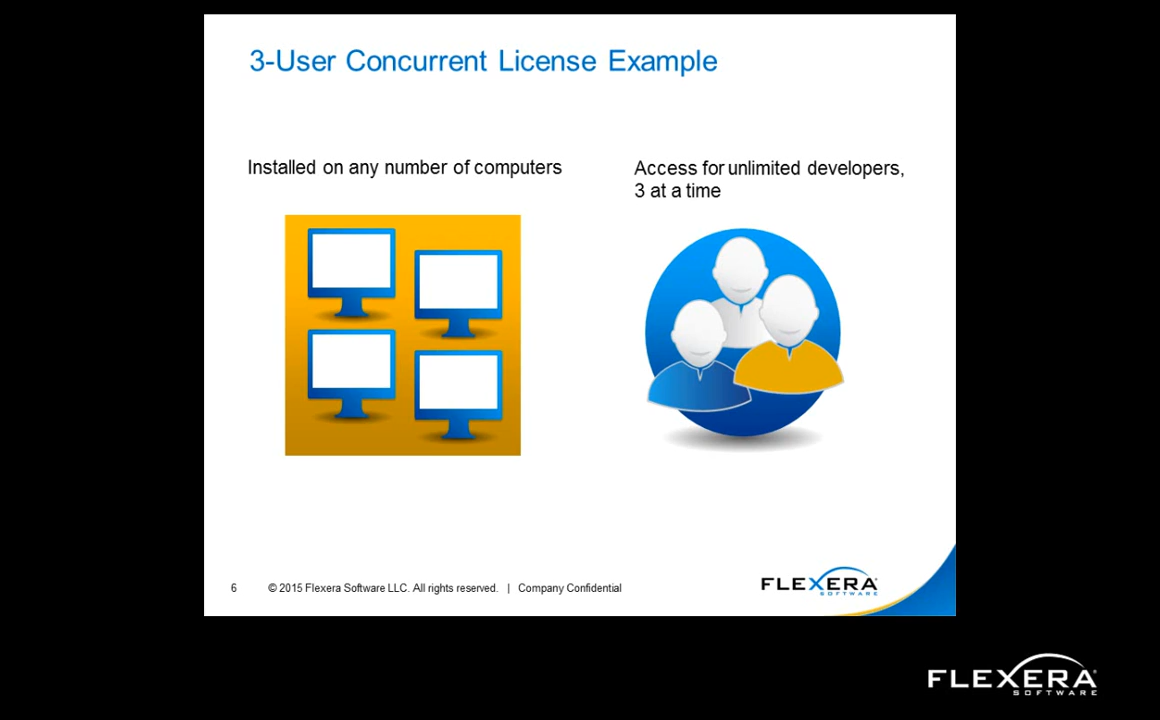 3-User Concurrent License Example
Installed on any number of computers
Access for unlimited developers,
3 at a time
6 © 2015 Flexera Software LLC. All rights reserved. | Company Confidential
FLEXERA
SOFTWARE
FLEXERA
SOFTWARE